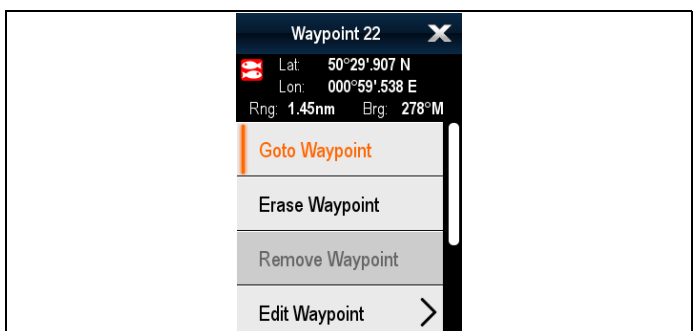 Waypoint 22
Lat: 50°29'.907 N
Lon: 000°59'.538 E
Rng: 1.45nm Brg: 278°M
Goto Waypoint
Erase Waypoint
Remove Waypoint
Edit Waypoint